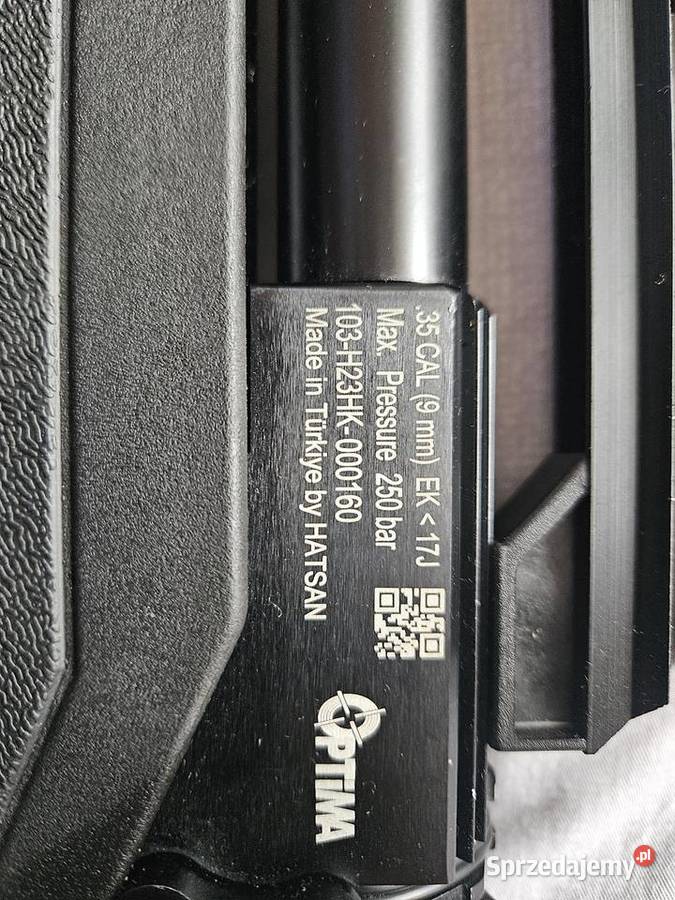 .35 CAL (9 mm) EK < 17J
Max. Pressure 250 bar
103-H23HK-000160
Made in Türkiye by HATSAN
OPTIMA
Sprzedajemy.pl